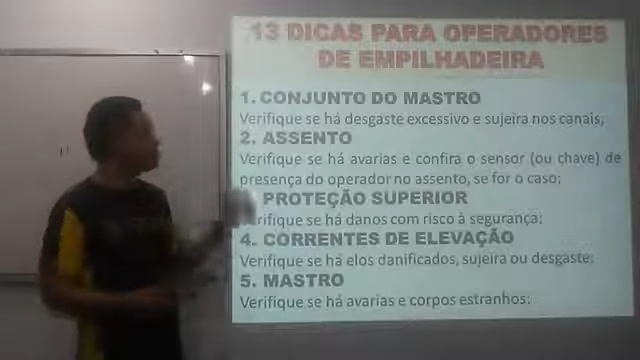 13 DICAS PARA OPERADORES
DE EMPILHADEIRA
1. CONJUNTO DO MASTRO
Verifique se há desgaste excessivo e sujeira nos canais;
2. ASSENTO
Verifique se há avarias e confira o sensor (ou chave) de
presença do operador no assento, se for o caso;
PROTEÇÃO SUPERIOR
rifique se há danos com risco à segurança;
4. CORRENTES DE ELEVAÇÃO
Verifique se há elos danificados, sujeira ou desgaste;
5. MASTRO
Verifique se há avarias e corpos estranhos;